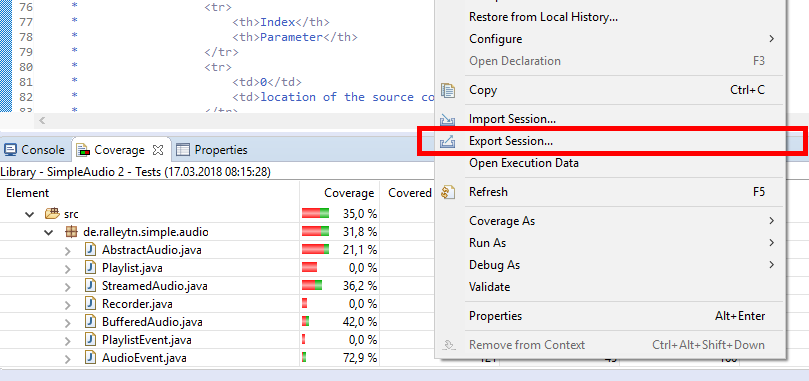 76 * <tr>
77 * <th>Index</th>
78 * <th>Parameter</th>
79 * </tr>
80 * <tr>
81 * <td>0</td>
82 * <td>location of the source co
83 * </tr>
Restore from Local History...
Configure
Open Declaration F3
Copy Ctrl+C
Import Session...
Export Session...
Open Execution Data
Refresh F5
Coverage As
Run As
Debug As
Validate
Properties Alt+Enter
Remove from Context Ctrl+Alt+Shift+Down
Console Coverage Properties
Library - SimpleAudio 2 - Tests (17.03.2018 08:15:28)
Element Coverage Covered
src 35,0 %
de.ralleytn.simple.audio 31,8 %
AbstractAudio.java 21,1 %
Playlist.java 0,0 %
StreamedAudio.java 36,2 %
Recorder.java 0,0 %
BufferedAudio.java 42,0 %
PlaylistEvent.java 0,0 %
AudioEvent.java 72,9 %